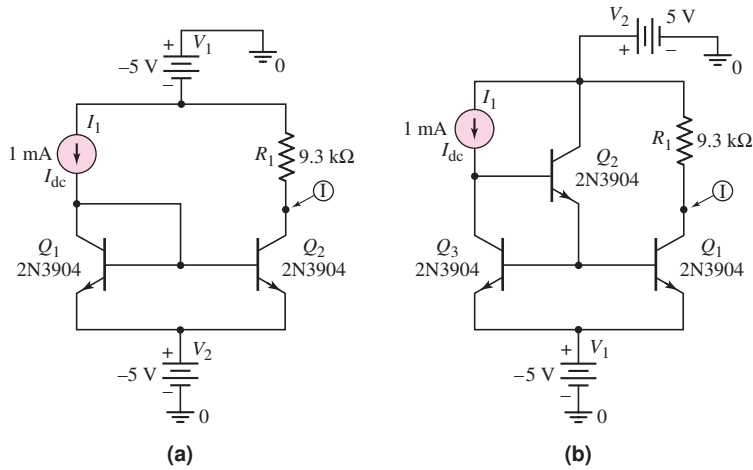 + V1
–5 V
–
0
I1
1 mA
Idc
R1 9.3 kΩ
I
Q1
2N3904
Q2
2N3904
+ V2
–5 V
–
0
(a)
V2 5 V
+ –
0
I1
1 mA
Idc
R1 9.3 kΩ
Q2
2N3904
I
Q3
2N3904
Q1
2N3904
+ V1
–5 V
–
0
(b)